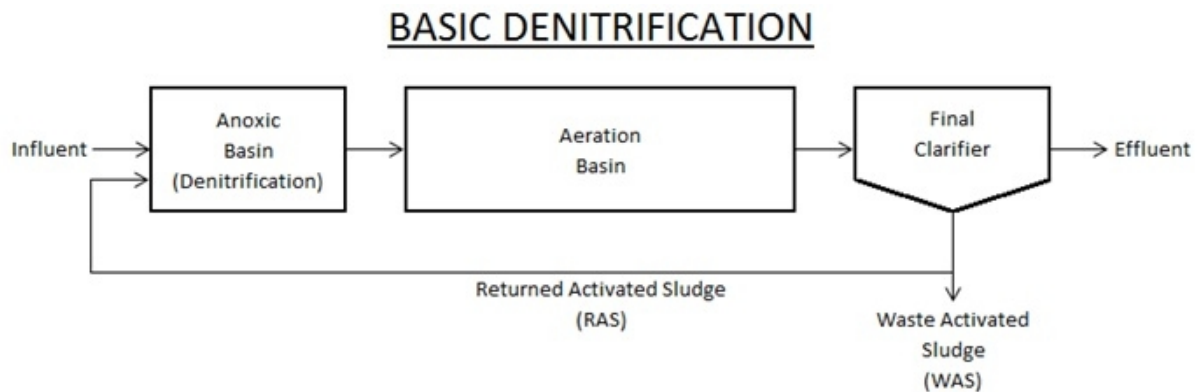 BASIC DENITRIFICATION
Influent
Anoxic
Basin
(Denitrification)
Aeration
Basin
Final
Clarifier
Effluent
Returned Activated Sludge
(RAS)
Waste Activated
Sludge
(WAS)